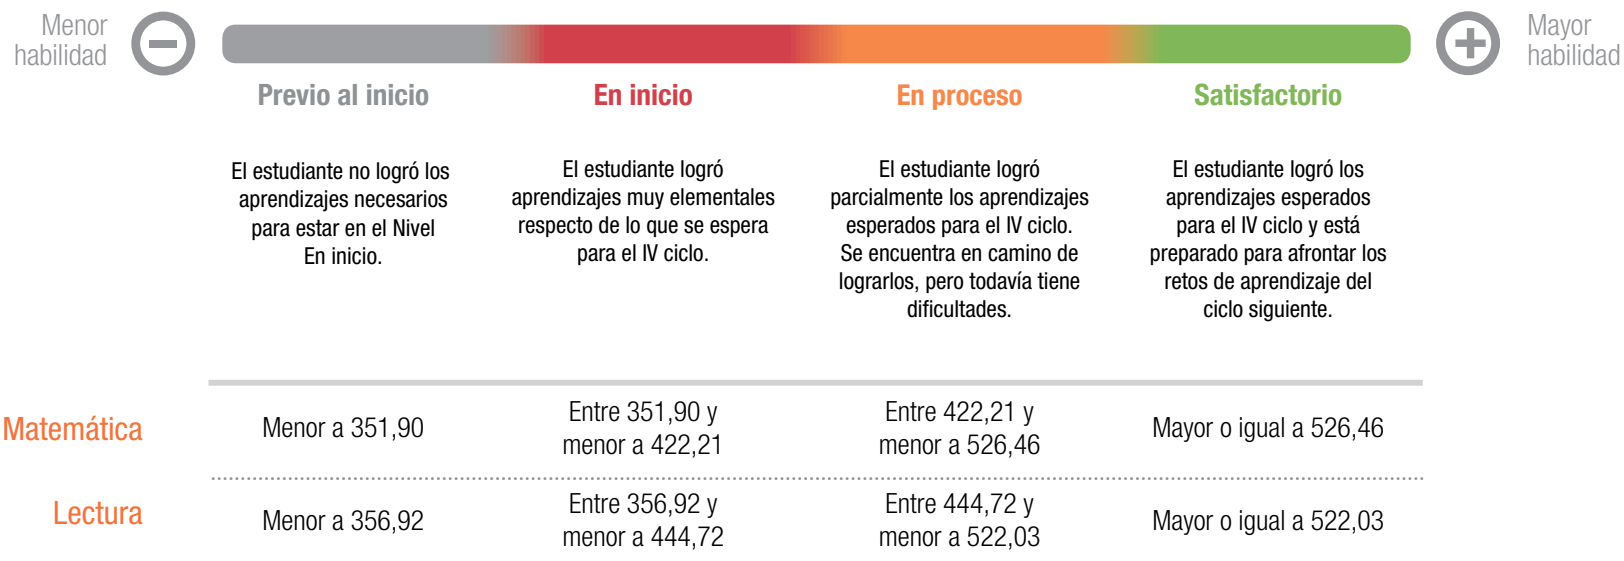 Menor
habilidad
Mayor
habilidad
Previo al inicio
El estudiante no logró los
aprendizajes necesarios
para estar en el Nivel
En inicio.
En inicio
El estudiante logró
aprendizajes muy elementales
respecto de lo que se espera
para el IV ciclo.
En proceso
El estudiante logró
parcialmente los aprendizajes
esperados para el IV ciclo.
Se encuentra en camino de
lograrlos, pero todavía tiene
dificultades.
Satisfactorio
El estudiante logró los
aprendizajes esperados
para el IV ciclo y está
preparado para afrontar los
retos de aprendizaje del
ciclo siguiente.
Matemática
Menor a 351,90
Entre 351,90 y
menor a 422,21
Entre 422,21 y
menor a 526,46
Mayor o igual a 526,46
Lectura
Menor a 356,92
Entre 356,92 y
menor a 444,72
Entre 444,72 y
menor a 522,03
Mayor o igual a 522,03